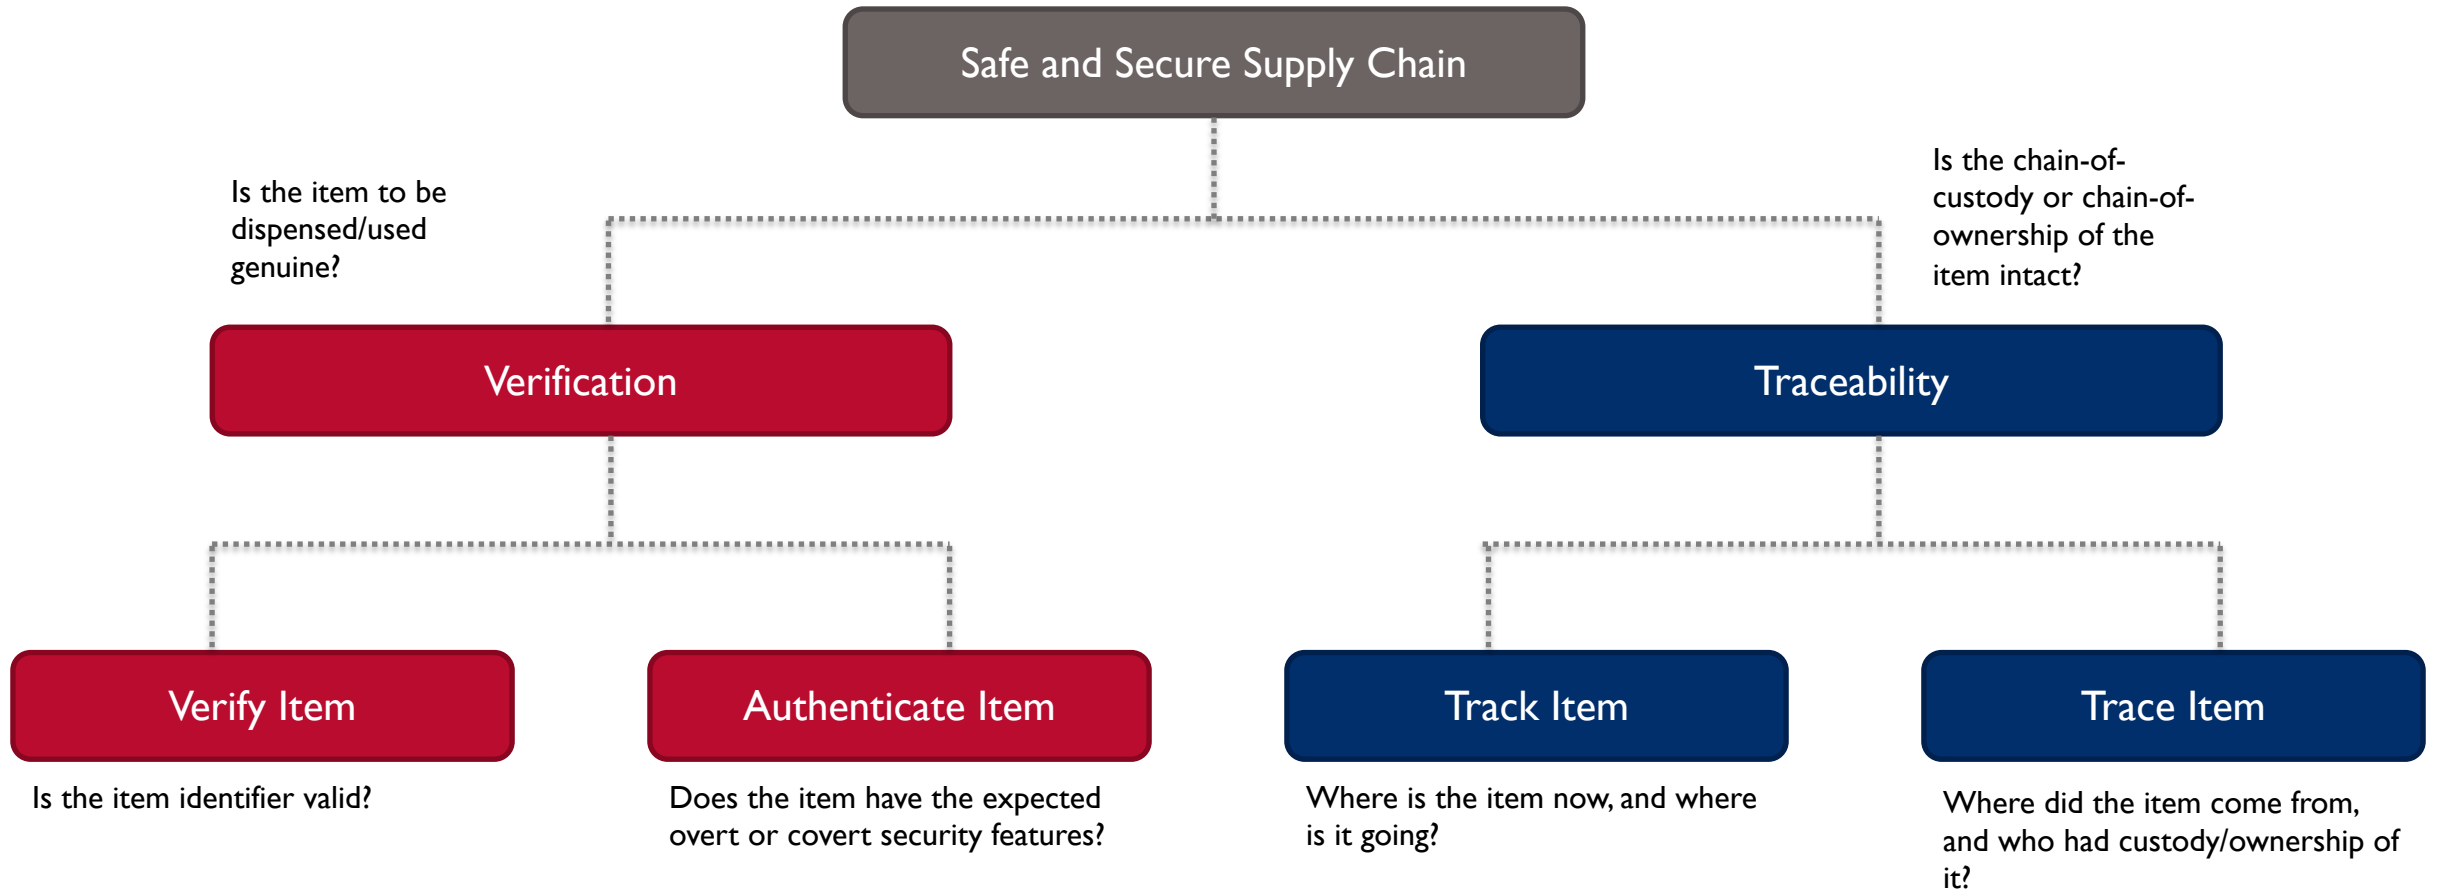 Safe and Secure Supply Chain
Is the item to be
dispensed/used
genuine?
Is the chain-of-
custody or chain-of-
ownership of the
item intact?
Verification
Traceability
Verify Item
Authenticate Item
Track Item
Trace Item
Is the item identifier valid?
Does the item have the expected
overt or covert security features?
Where is the item now, and where
is it going?
Where did the item come from,
and who had custody/ownership of
it?